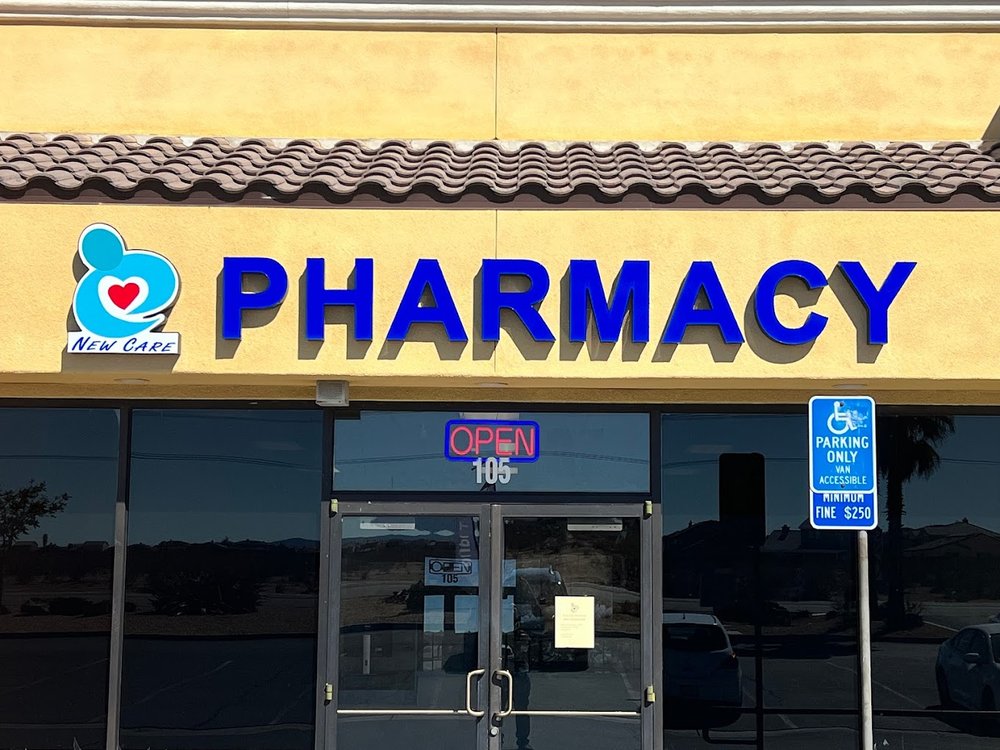 PHARMACY
NEW CARE
OPEN
105
PARKING
ONLY
VAN
ACCESSIBLE
MINIMUM
FINE $250
OPEN
105